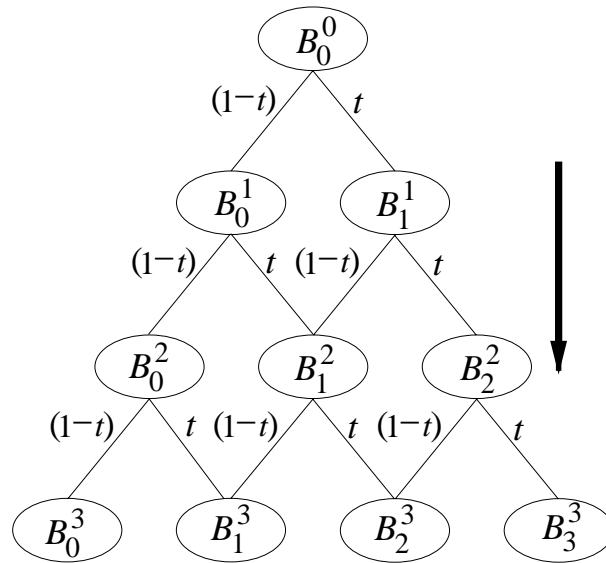 B_0^0
(1−t) t
B_0^1 B_1^1
(1−t) t (1−t) t
B_0^2 B_1^2 B_2^2
(1−t) t (1−t) t (1−t) t
B_0^3 B_1^3 B_2^3 B_3^3